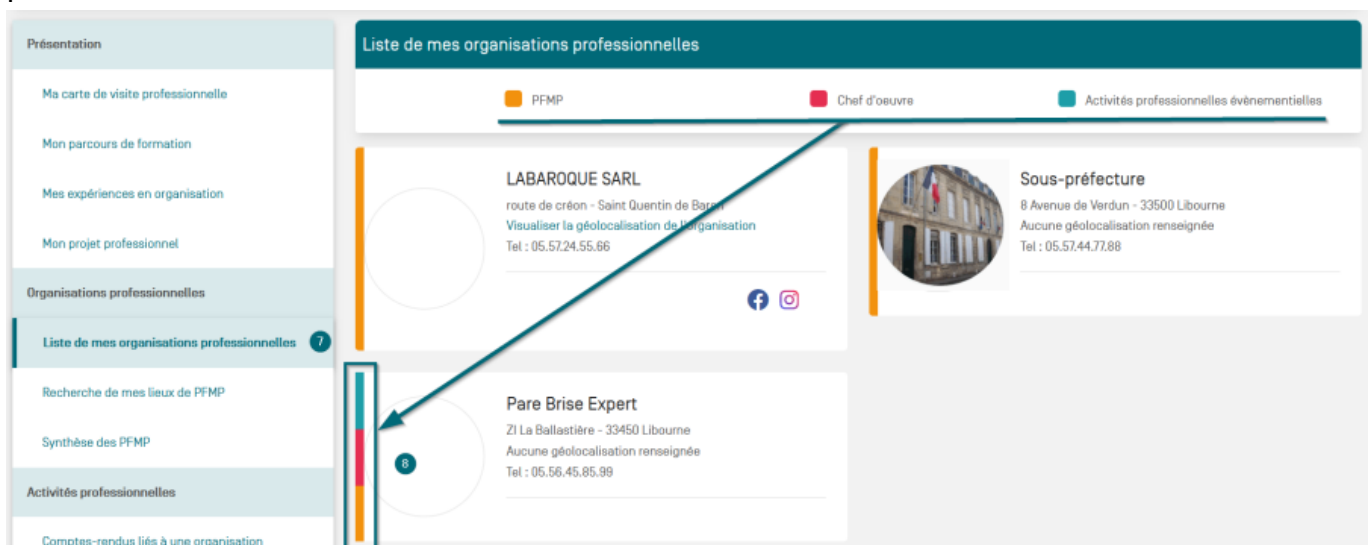 Présentation
Ma carte de visite professionnelle
Mon parcours de formation
Mes expériences en organisation
Mon projet professionnel
Organisations professionnelles
Liste de mes organisations professionnelles 7
Recherche de mes lieux de PFMP
Synthèse des PFMP
Activités professionnelles
Comptes-rendus liés à une organisation
Liste de mes organisations professionnelles
PFMP Chef d'oeuvre Activités professionnelles évènementielles
LABAROQUE SARL
route de créon - Saint Quentin de Baron
Visualiser la géolocalisation de l'organisation
Tel : 05.57.24.55.66
Sous-préfecture
8 Avenue de Verdun - 33500 Libourne
Aucune géolocalisation renseignée
Tel : 05.57.44.77.88
8
Pare Brise Expert
ZI La Ballastière - 33450 Libourne
Aucune géolocalisation renseignée
Tel : 05.56.45.85.99